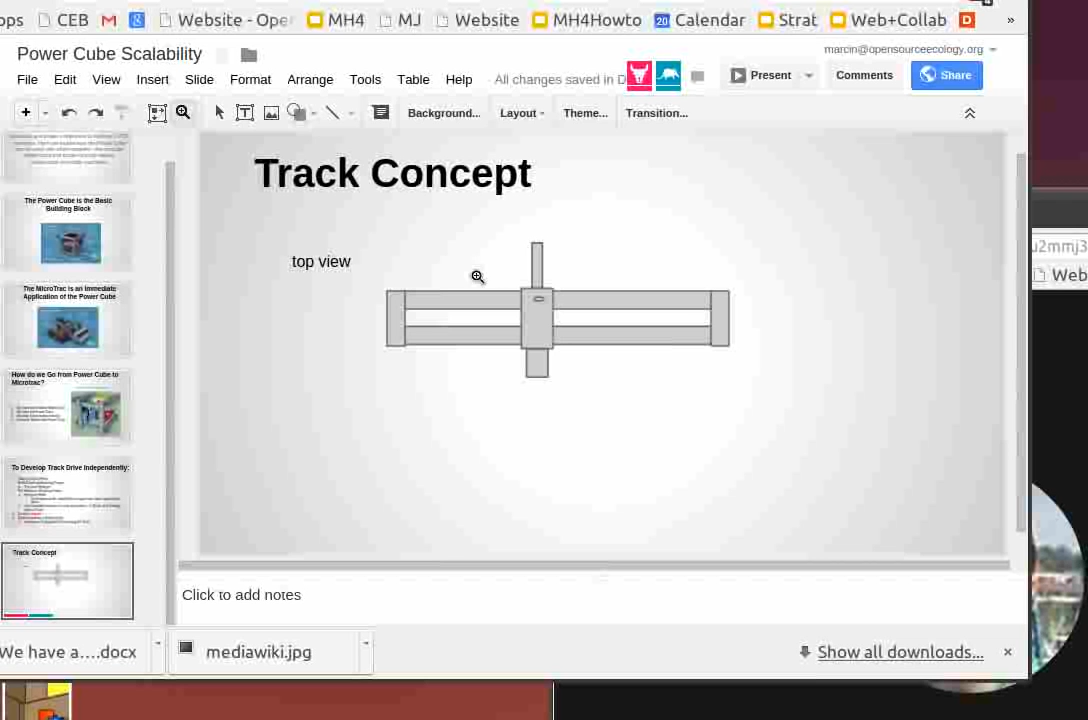 ops CEB Website - Ope MH4 MJ Website MH4Howto 20 Calendar Strat Web+Collab D »
Power Cube Scalability
marcin@opensourceecology.org
File Edit View Insert Slide Format Arrange Tools Table Help All changes saved in D
Present Comments Share
Background... Layout Theme... Transition...
The Power Cube is the Basic
Building Block
The MicroTrac is an Immediate
Application of the Power Cube
How do we Go from Power Cube to
Microtrac?
To Develop Track Drive Independently:
Track Concept
Track Concept
top view
Click to add notes
We have a....docx
mediawiki.jpg
Show all downloads...
u2mmj3
Web